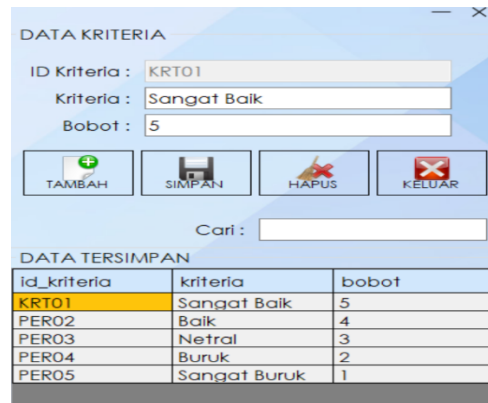 DATA KRITERIA
ID Kriteria : KRT01
Kriteria : Sangat Baik
Bobot : 5
TAMBAH SIMPAN HAPUS KELUAR
Cari :
DATA TERSIMPAN
id_kriteria kriteria bobot
KRT01 Sangat Baik 5
PER02 Baik 4
PER03 Netral 3
PER04 Buruk 2
PER05 Sangat Buruk 1